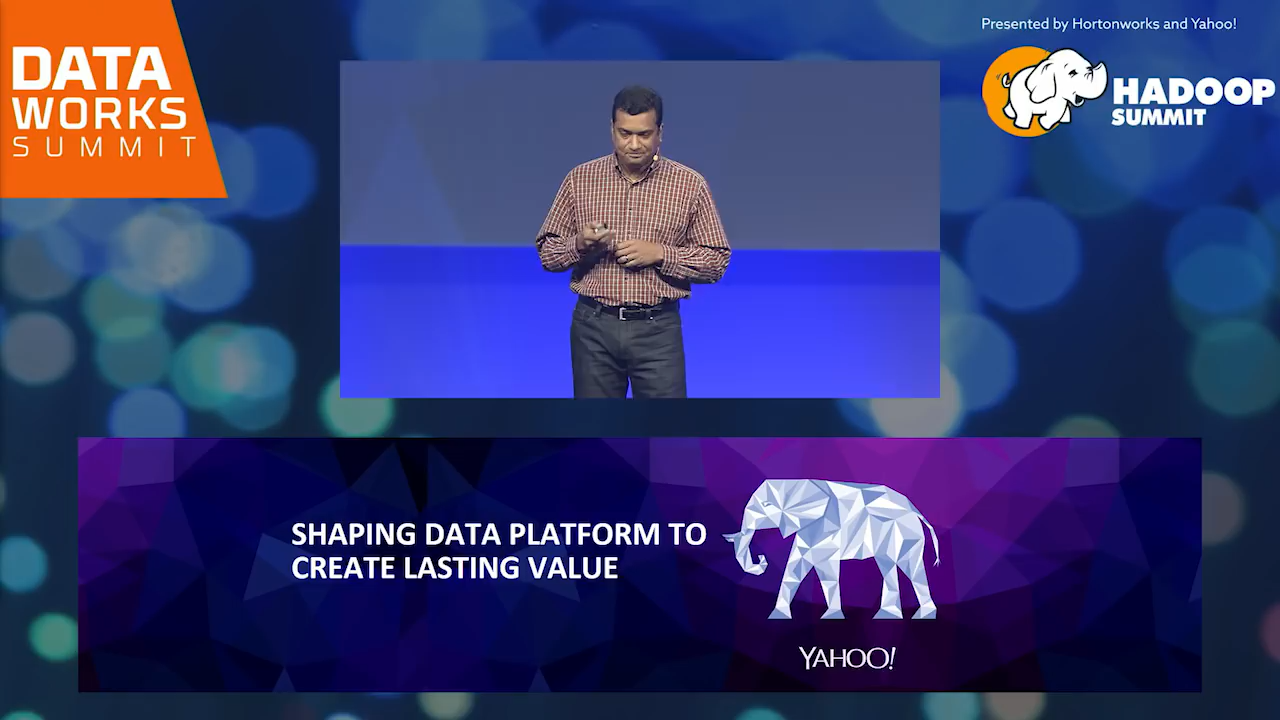 DATA
WORKS
SUMMIT
Presented by Hortonworks and Yahoo!
HADOOP
SUMMIT
SHAPING DATA PLATFORM TO
CREATE LASTING VALUE
YAHOO!